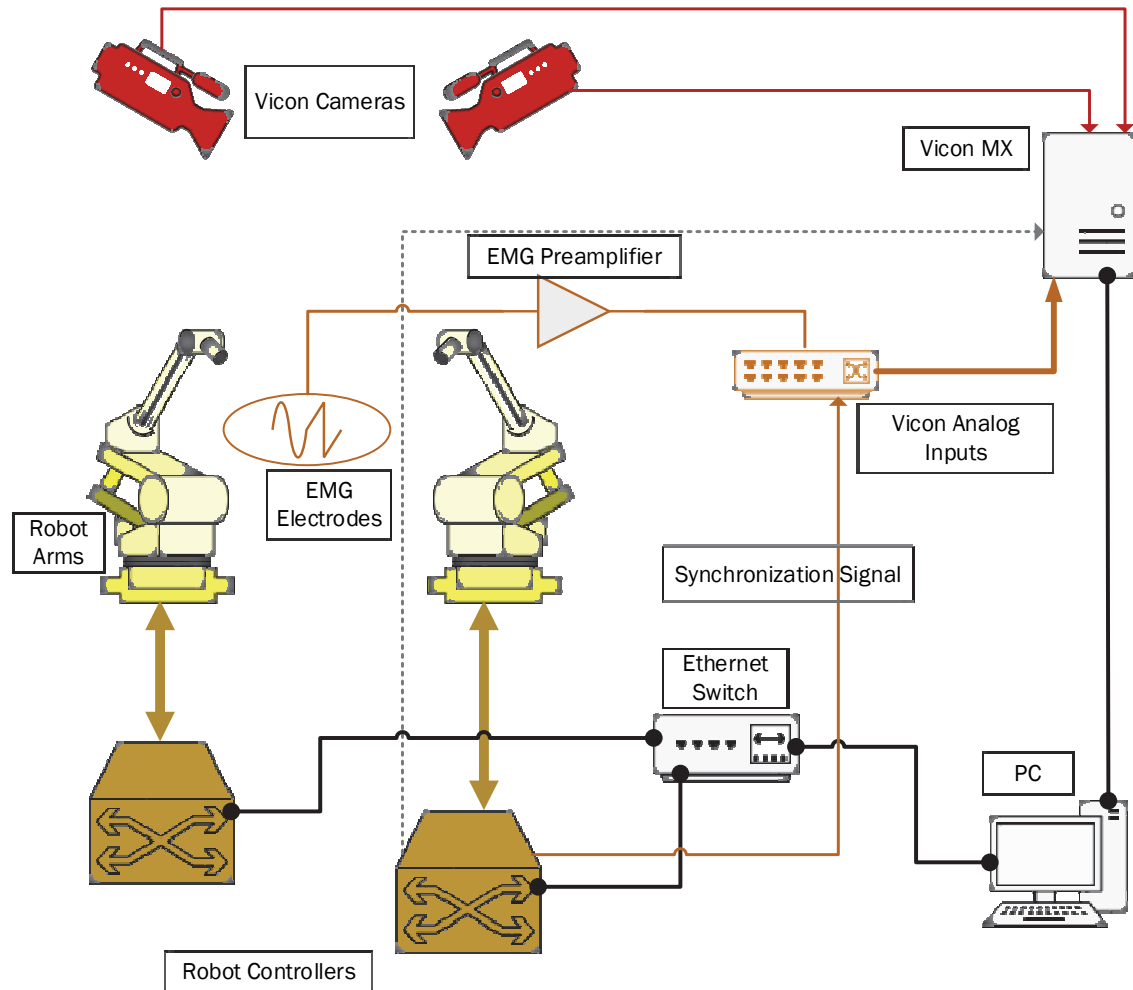 Vicon Cameras
Vicon MX
EMG Preamplifier
Vicon Analog
Inputs
EMG
Electrodes
Robot
Arms
Synchronization Signal
Ethernet
Switch
PC
Robot Controllers